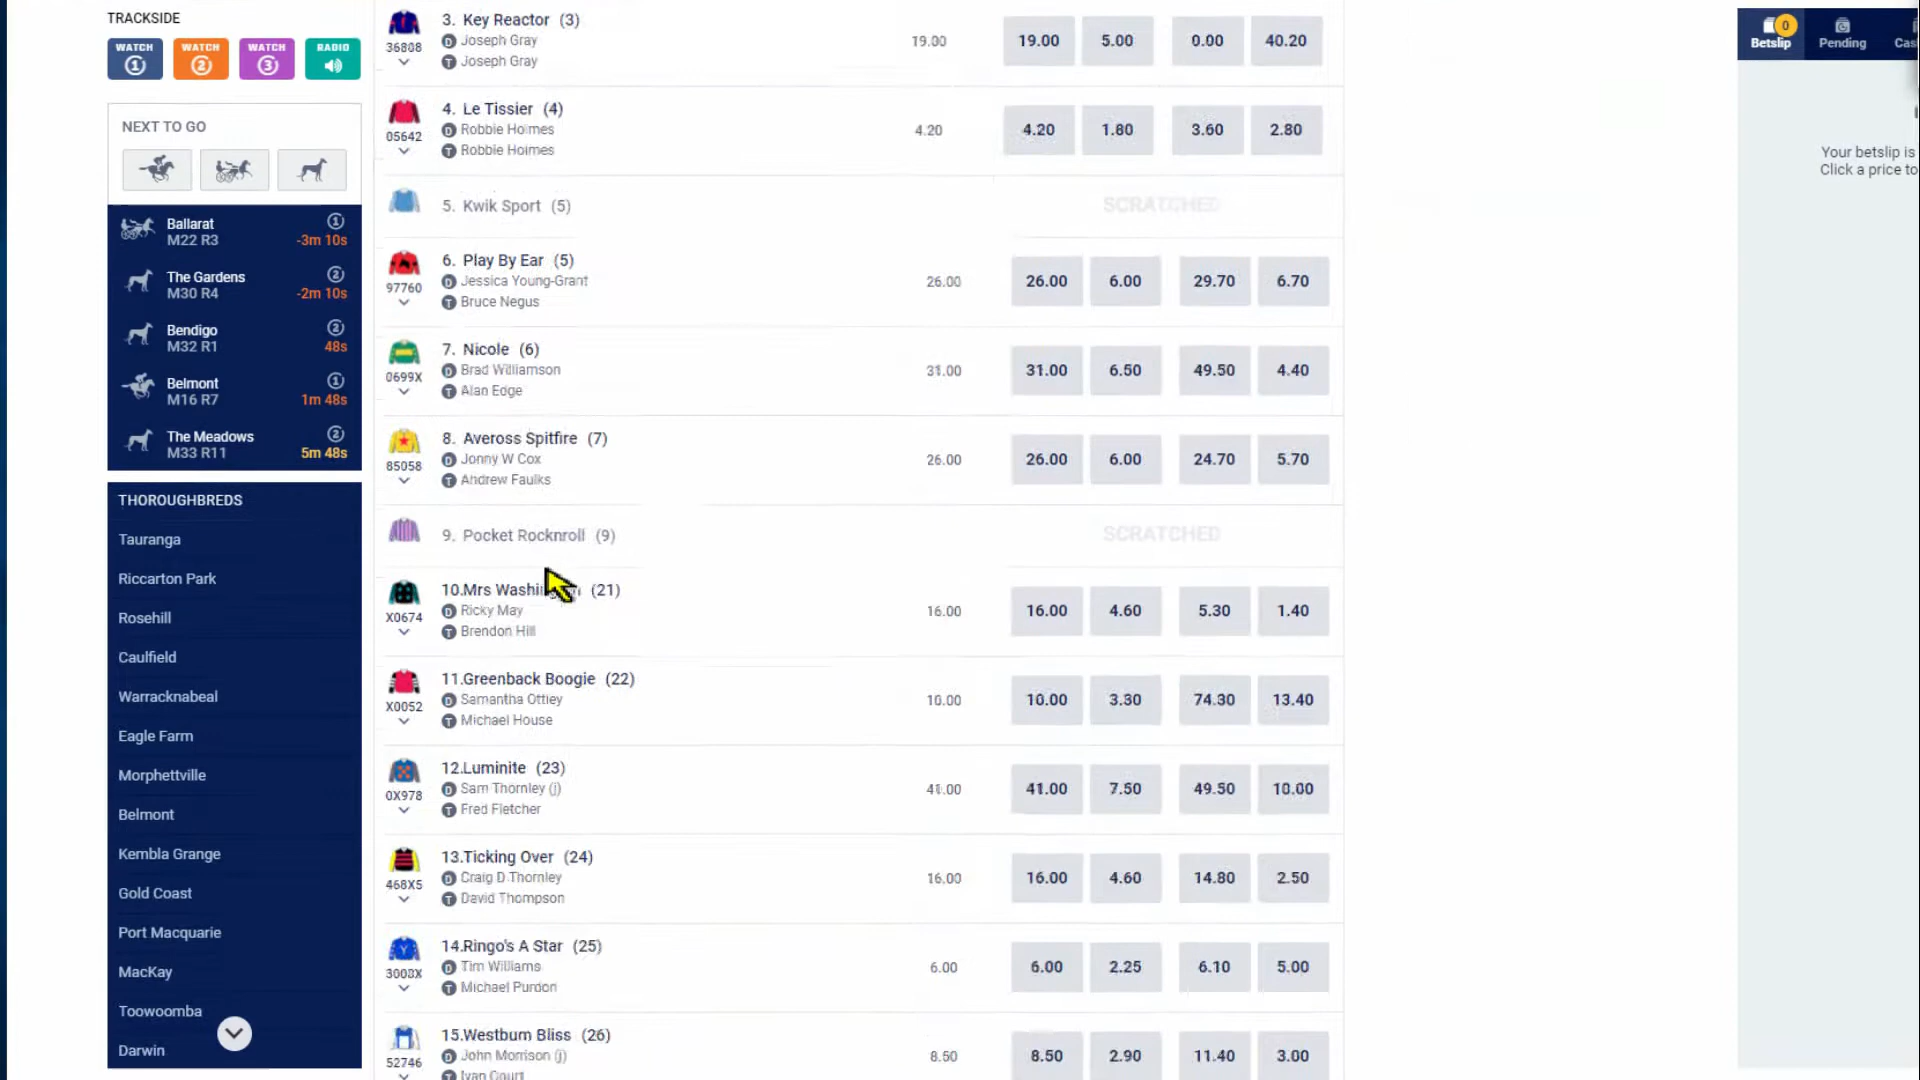 TRACKSIDE
WATCH 1
WATCH 2
WATCH 3
RADIO
NEXT TO GO
Ballarat 1
M22 R3 -3m 10s
The Gardens 2
M30 R4 -2m 10s
Bendigo 2
M32 R1 48s
Belmont 1
M16 R7 1m 48s
The Meadows 2
M33 R11 5m 48s
THOROUGHBREDS
Tauranga
Riccarton Park
Rosehill
Caulfield
Warracknabeal
Eagle Farm
Morphettville
Belmont
Kembla Grange
Gold Coast
Port Macquarie
MacKay
Toowoomba
Darwin
3. Key Reactor (3)
36808 D Joseph Gray 19.00 19.00 5.00 0.00 40.20
T Joseph Gray
4. Le Tissier (4)
05642 D Robbie Holmes 4.20 4.20 1.80 3.60 2.80
T Robbie Holmes
5. Kwik Sport (5) SCRATCHED
6. Play By Ear (5)
97760 D Jessica Young-Grant 26.00 26.00 6.00 29.70 6.70
T Bruce Negus
7. Nicole (6)
0699X D Brad Williamson 31.00 31.00 6.50 49.50 4.40
T Alan Edge
8. Aveross Spitfire (7)
85058 D Jonny W Cox 26.00 26.00 6.00 24.70 5.70
T Andrew Faulks
9. Pocket Rocknroll (9) SCRATCHED
10.Mrs (21)
X0674 D Ricky May 16.00 16.00 4.60 5.30 1.40
T Brendon Hill
11.Greenback Boogie (22)
X0052 D Samantha Ottley 10.00 10.00 3.30 74.30 13.40
T Michael House
12.Luminite (23)
0X978 D Sam Thornley (j) 41.00 41.00 7.50 49.50 10.00
T Fred Fletcher
13.Ticking Over (24)
468X5 D Craig D Thornley 16.00 16.00 4.60 14.80 2.50
T David Thompson
14.Ringo's A Star (25)
3008X D Tim Williams 6.00 6.00 2.25 6.10 5.00
T Michael Purdon
15.Westburn Bliss (26)
52746 D John Morrison (j) 8.50 8.50 2.90 11.40 3.00
T Ivan Court
0
Betslip Pending
Your betslip is
Click a price to